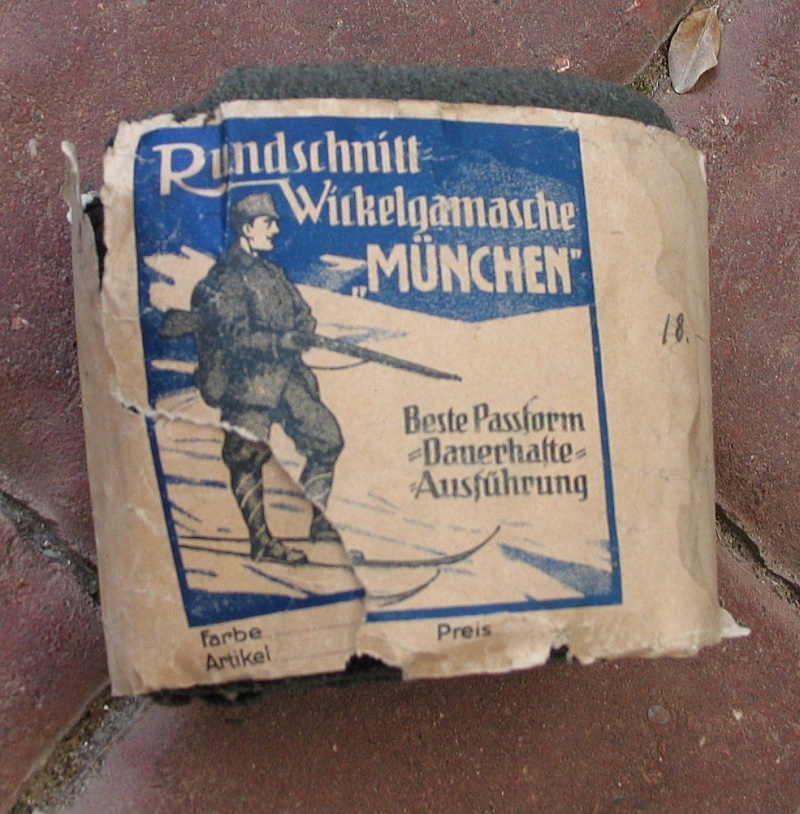 Rundschnitt
Wickelgamasche
„MÜNCHEN"
18.-
Beste Passform
=Dauerhafte=
=Ausführung
Farbe
Preis
Artikel